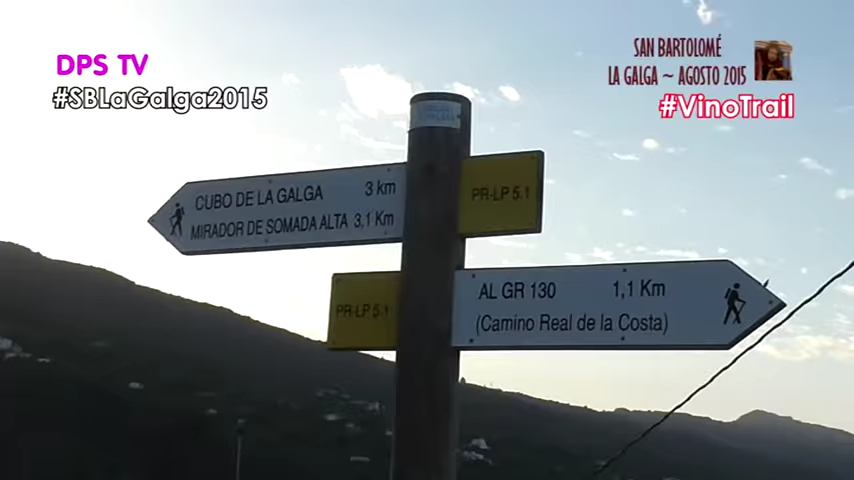 DPS TV
#SBLaGalga2015
SAN BARTOLOMÉ
LA GALGA ~ AGOSTO 2015
#VinoTrail
CUBO DE LA GALGA 3 km
MIRADOR DE SOMADA ALTA 3,1 Km
PR-LP 5.1
PR-LP 5.1
AL GR 130 1,1 Km
(Camino Real de la Costa)